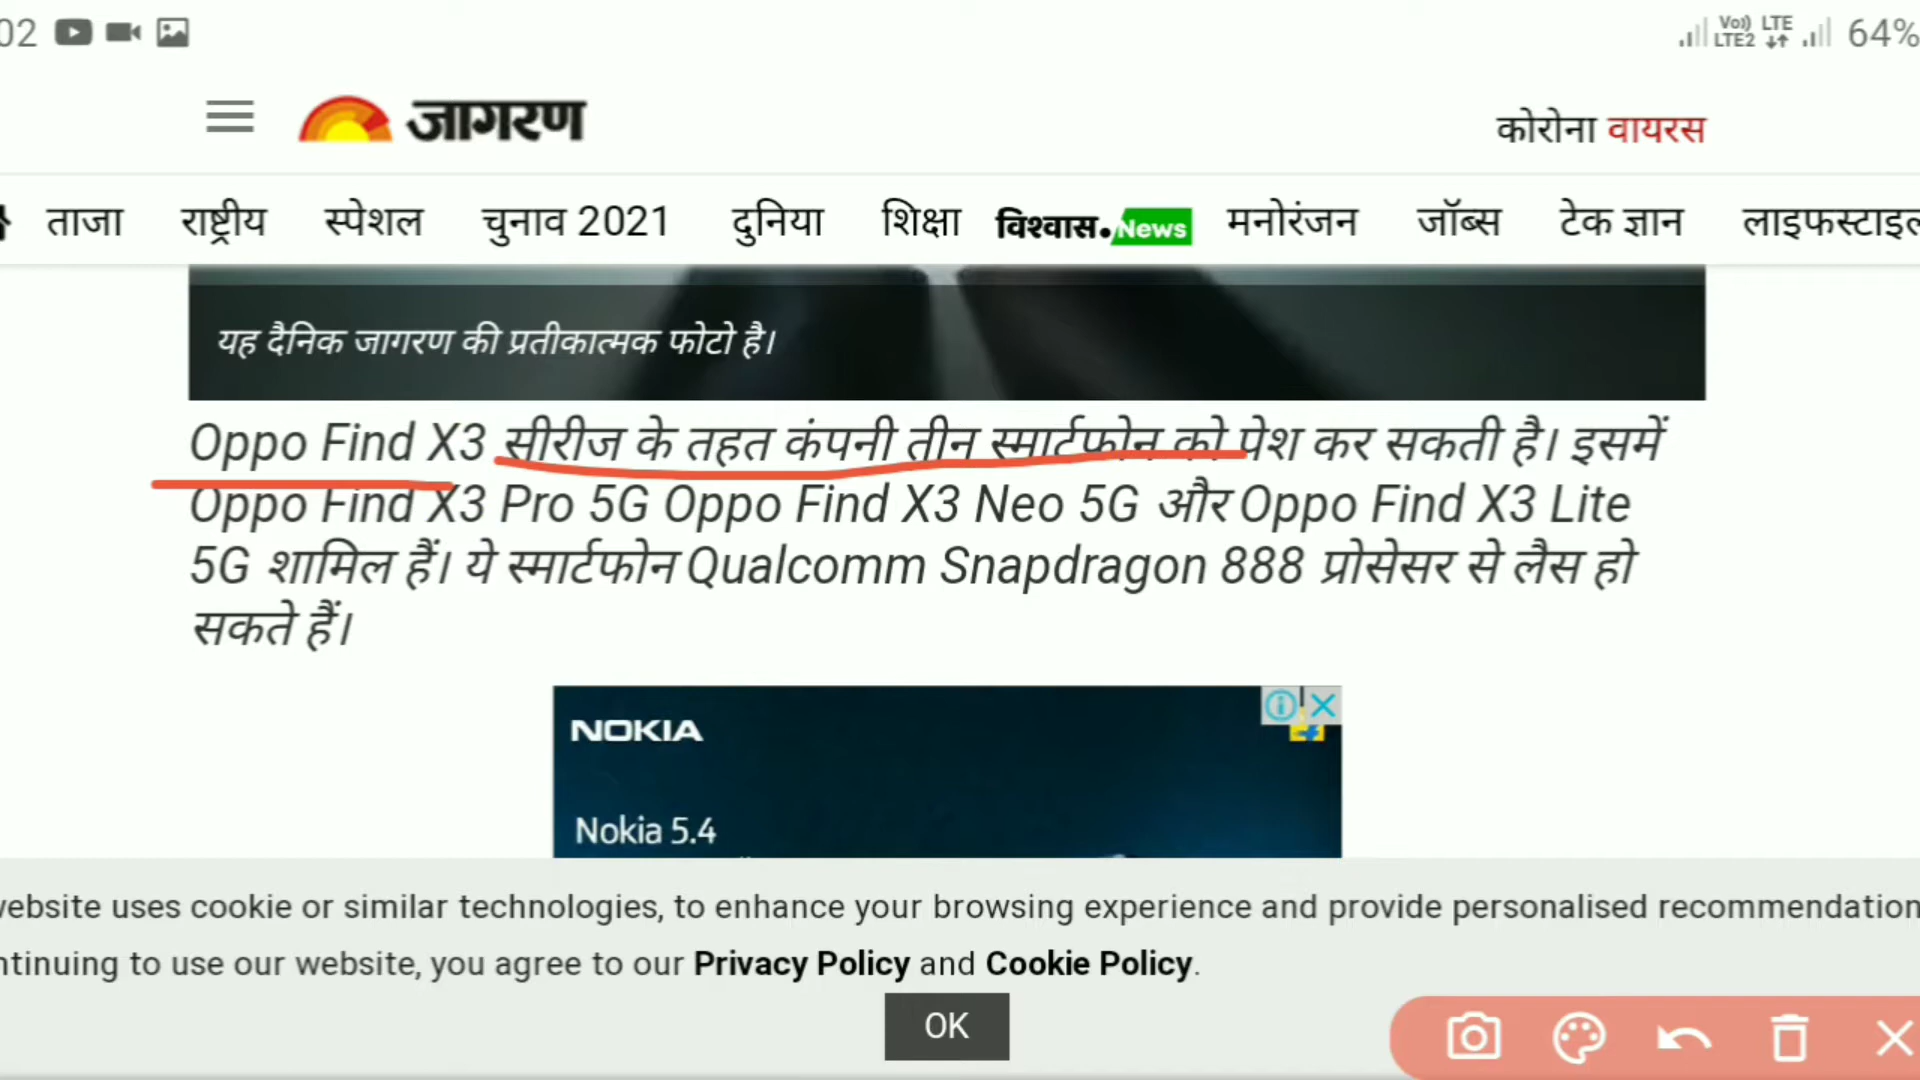 02
Vo)) LTE
LTE2
64%
जागरण
कोरोना वायरस
ताजा राष्ट्रीय स्पेशल चुनाव 2021 दुनिया शिक्षा विश्वास.News मनोरंजन जॉब्स टेक ज्ञान लाइफस्टाइल
यह दैनिक जागरण की प्रतीकात्मक फोटो है।
Oppo Find X3 सीरीज के तहत कंपनी तीन स्मार्टफोन को पेश कर सकती है। इसमें
Oppo Find X3 Pro 5G Oppo Find X3 Neo 5G और Oppo Find X3 Lite
5G शामिल हैं। ये स्मार्टफोन Qualcomm Snapdragon 888 प्रोसेसर से लैस हो
सकते हैं।
NOKIA
Nokia 5.4
website uses cookie or similar technologies, to enhance your browsing experience and provide personalised recommendation
ntinuing to use our website, you agree to our Privacy Policy and Cookie Policy.
OK